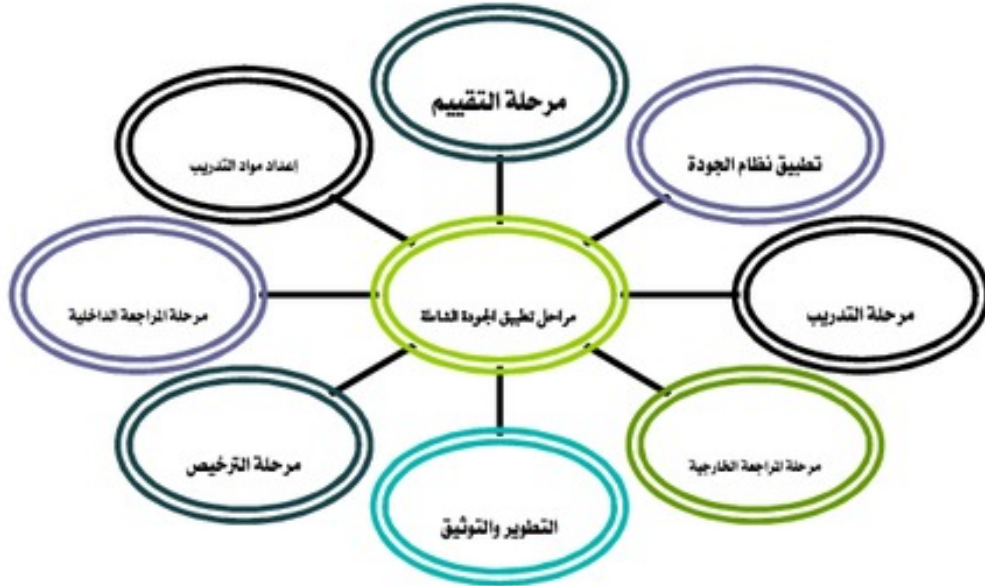 مرحلة التقييم
تطبيق نظام الجودة
إعداد مواد التدريب
مرحلة التدريب
مراحل تطبيق الجودة الشاملة
مرحلة المراجعة الداخلية
مرحلة المراجعة الخارجية
مرحلة الترخيص
التطوير والتوثيق